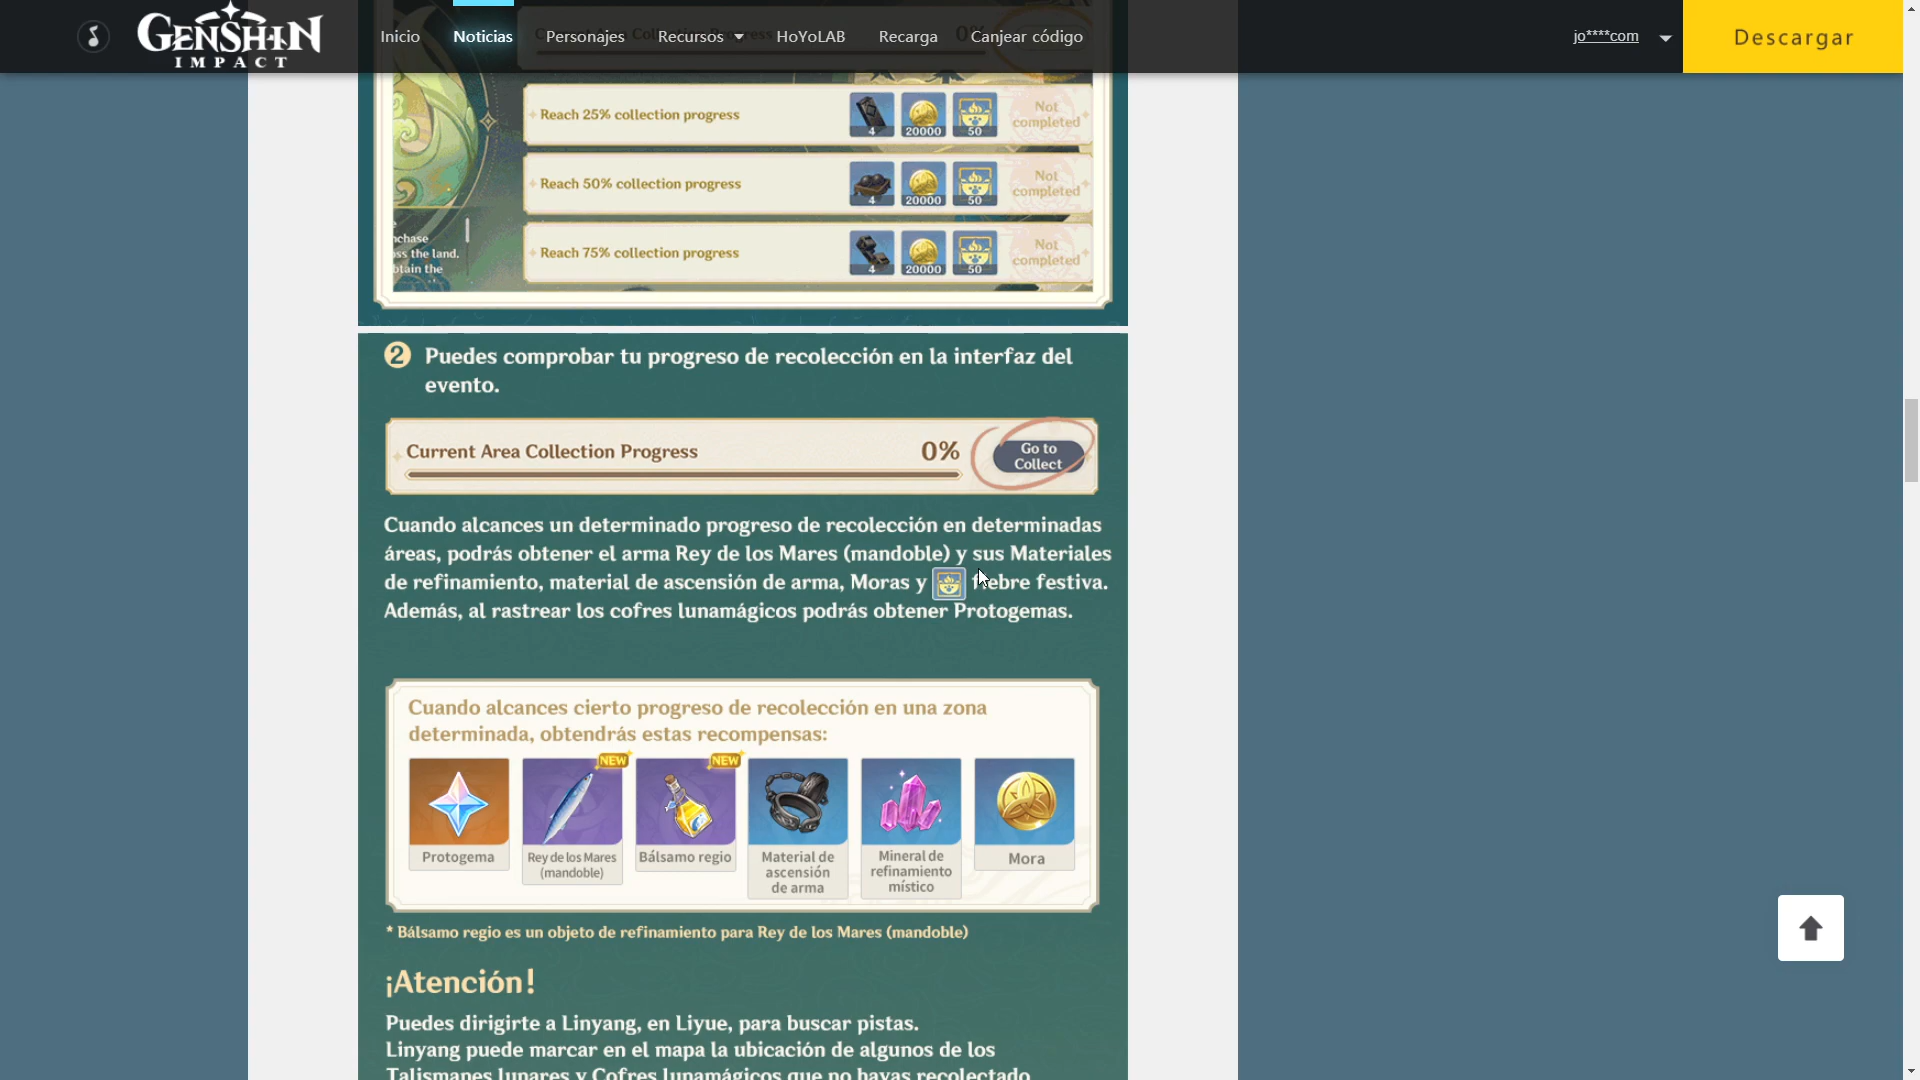 GENSHIN
IMPACT
Inicio
Noticias
Personajes
Recursos
HoYoLAB
Recarga
Canjear código
jo****com
Descargar
Reach 25% collection progress
4
20000
50
Not
completed
Reach 50% collection progress
4
20000
50
Not
completed
Reach 75% collection progress
4
20000
50
Not
completed
nchase
ss the land.
btain the
2 Puedes comprobar tu progreso de recolección en la interfaz del
evento.
Current Area Collection Progress
0%
Go to
Collect
Cuando alcances un determinado progreso de recolección en determinadas
áreas, podrás obtener el arma Rey de los Mares (mandoble) y sus Materiales
de refinamiento, material de ascensión de arma, Moras y fiebre festiva.
Además, al rastrear los cofres lunamágicos podrás obtener Protogemas.
Cuando alcances cierto progreso de recolección en una zona
determinada, obtendrás estas recompensas:
NEW
NEW
Protogema
Rey de los Mares
(mandoble)
Bálsamo regio
Material de
ascensión
de arma
Mineral de
refinamiento
místico
Mora
* Bálsamo regio es un objeto de refinamiento para Rey de los Mares (mandoble)
¡Atención!
Puedes dirigirte a Linyang, en Liyue, para buscar pistas.
Linyang puede marcar en el mapa la ubicación de algunos de los
Talismanes lunares y Cofres lunamágicos que no hayas recolectado